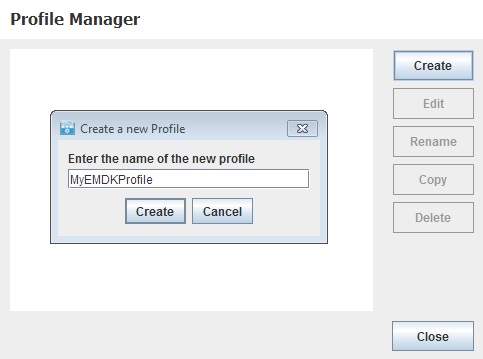 Profile Manager
Create
Edit
Rename
Copy
Delete
Create a new Profile
Enter the name of the new profile
MyEMDKProfile
Create Cancel
Close